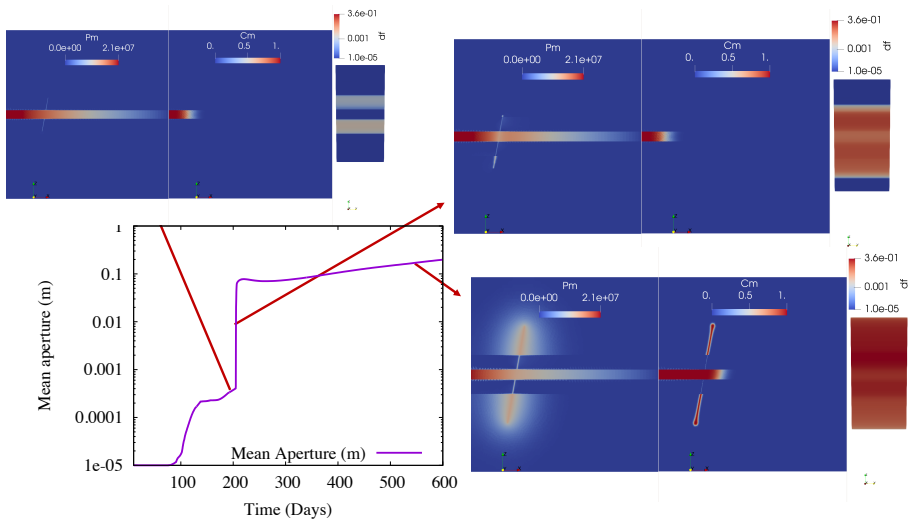 Pm
0.0e+00 2.1e+07
Cm
0. 0.5 1.
3.6e-01
0.001
1.0e-05
df
Pm
0.0e+00 2.1e+07
Cm
0. 0.5 1.
3.6e-01
0.001
1.0e-05
df
Pm
0.0e+00 2.1e+07
Cm
0. 0.5 1.
3.6e-01
0.001
1.0e-05
df
Mean aperture (m)
1
0.1
0.01
0.001
0.0001
1e-05
Mean Aperture (m)
100 200 300 400 500 600
Time (Days)